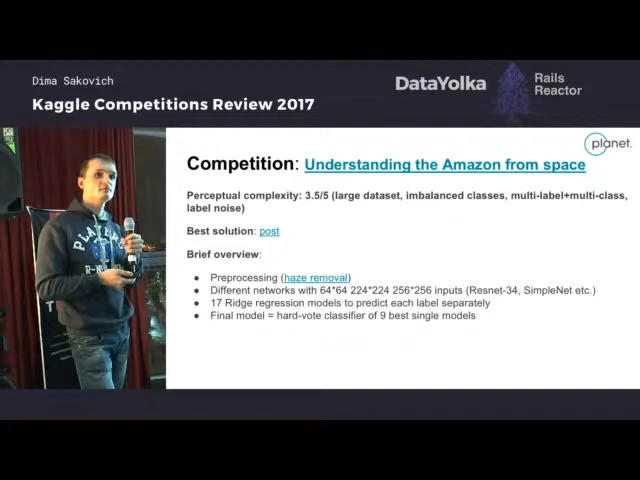 Dima Sakovich
Kaggle Competitions Review 2017
DataYolka
Rails
Reactor
planet.
Competition: Understanding the Amazon from space
Perceptual complexity: 3.5/5 (large dataset, imbalanced classes, multi-label+multi-class,
label noise)
Best solution: post
Brief overview:
● Preprocessing (haze removal)
● Different networks with 64*64 224*224 256*256 inputs (Resnet-34, SimpleNet etc.)
● 17 Ridge regression models to predict each label separately
● Final model = hard-vote classifier of 9 best single models